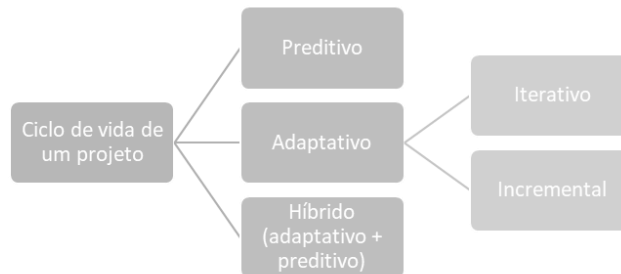 Preditivo
Iterativo
Ciclo de vida de
um projeto
Adaptativo
Incremental
Híbrido
(adaptativo +
preditivo)